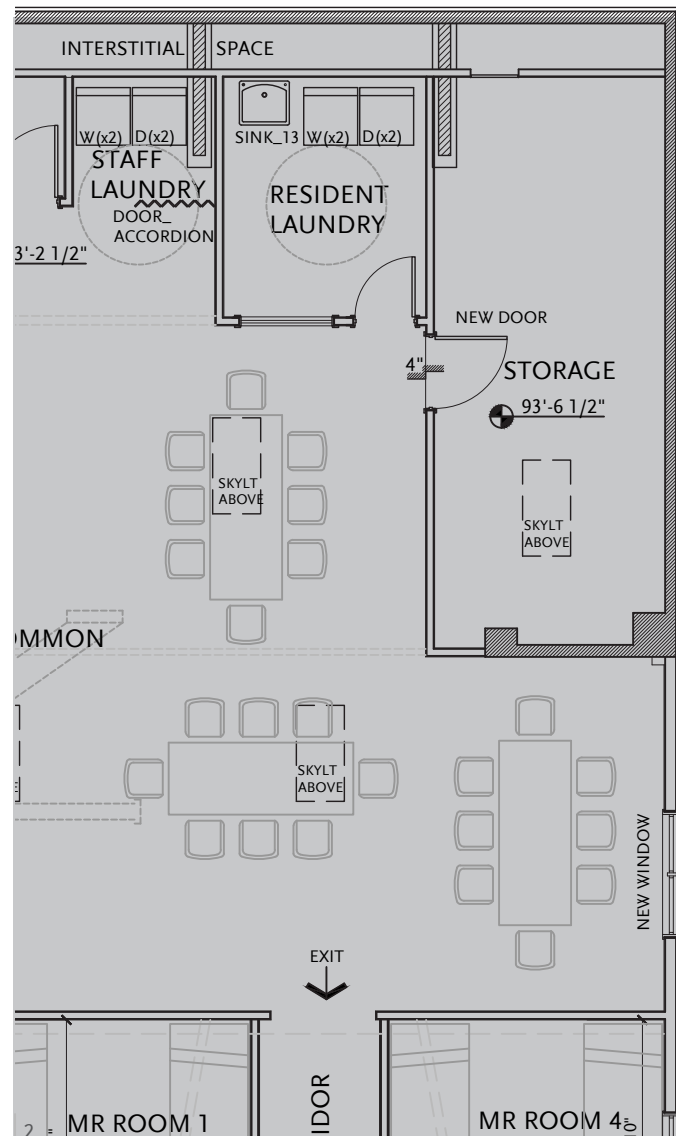 INTERSTITIAL SPACE
W(x2) D(x2)
SINK_13 W(x2) D(x2)
STAFF
LAUNDRY
DOOR_
ACCORDION
RESIDENT
LAUNDRY
3'-2 1/2"
NEW DOOR
4"
STORAGE
93'-6 1/2"
SKYLT
ABOVE
SKYLT
ABOVE
OMMON
SKYLT
ABOVE
E
NEW WINDOW
EXIT
IDOR
MR ROOM 1
MR ROOM 4
2
"
0"